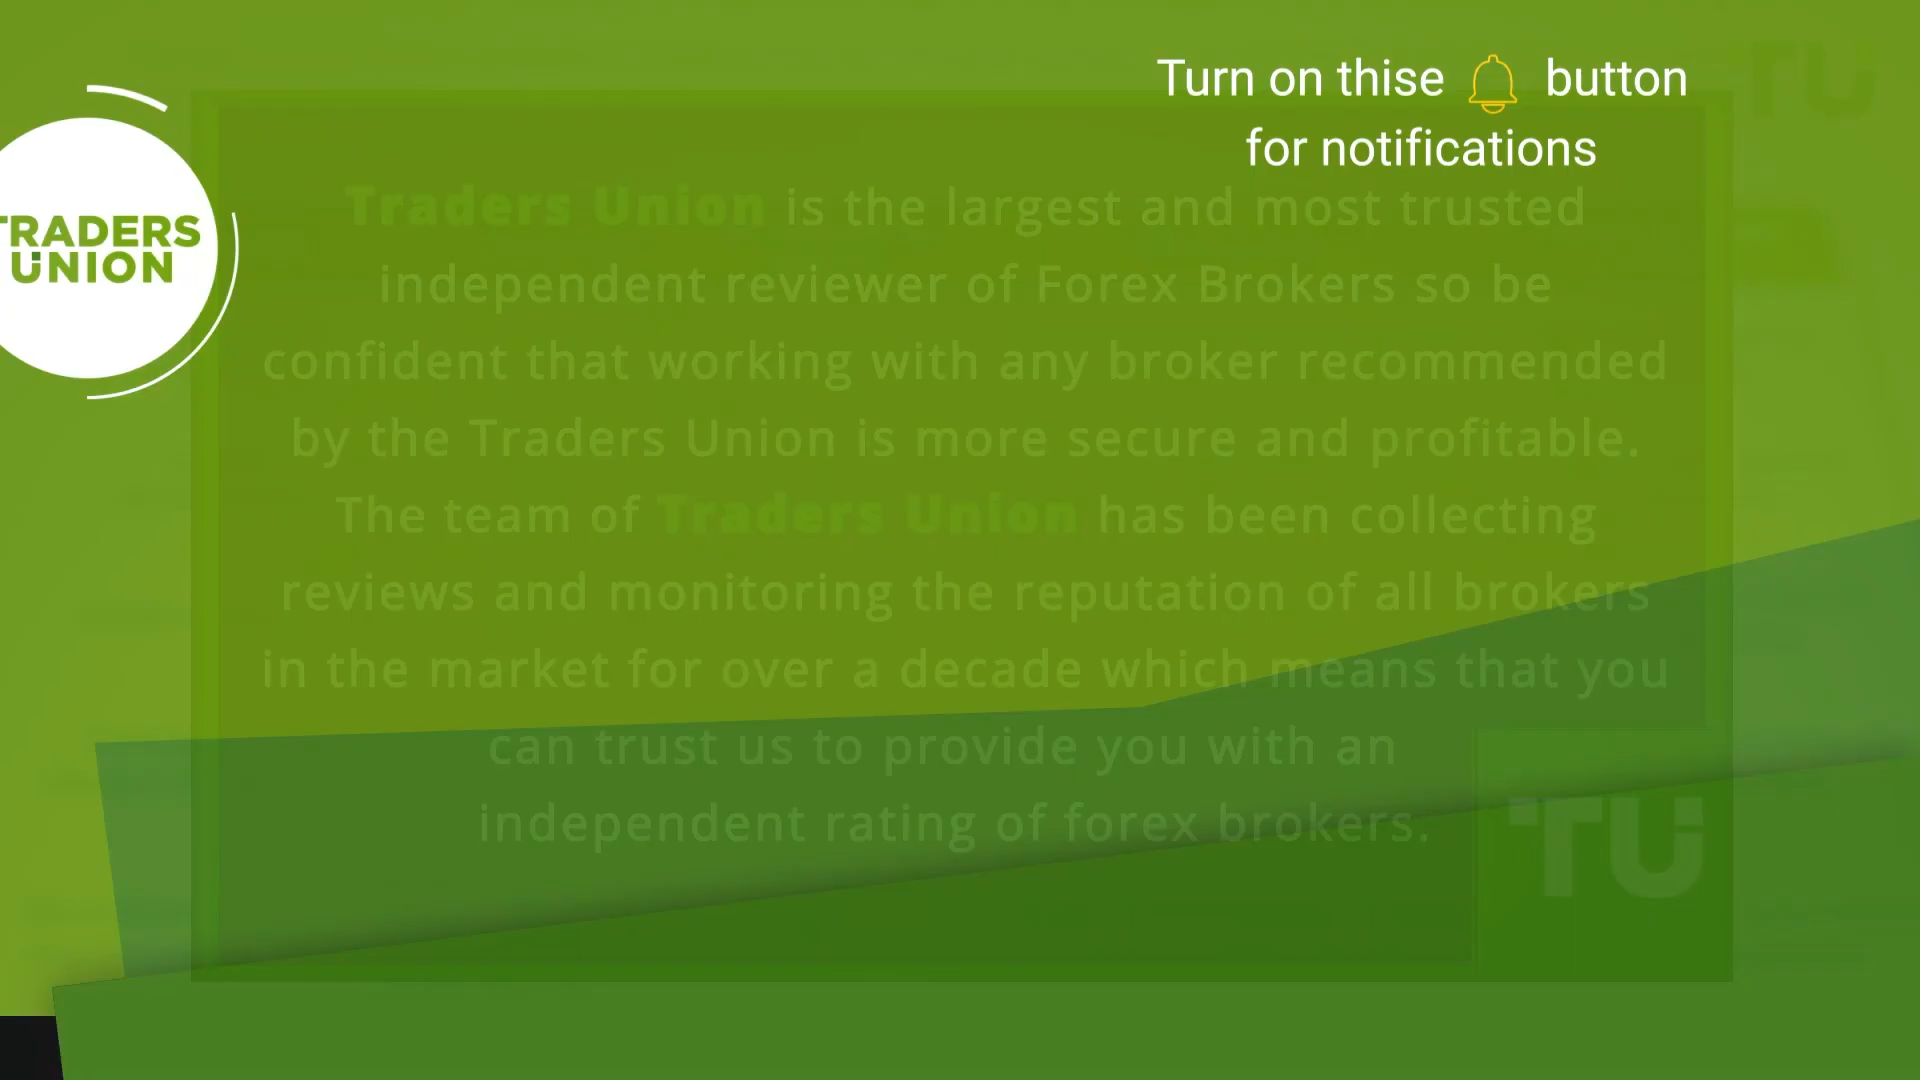 Turn on thise button
for notifications
TU
TRADERS
UNION
Traders Union is the largest and most trusted
independent reviewer of Forex Brokers so be
confident that working with any broker recommended
by the Traders Union is more secure and profitable.
The team of Traders Union has been collecting
reviews and monitoring the reputation of all brokers
in the market for over a decade which means that you
can trust us to provide you with an
independent rating of forex brokers.
TU